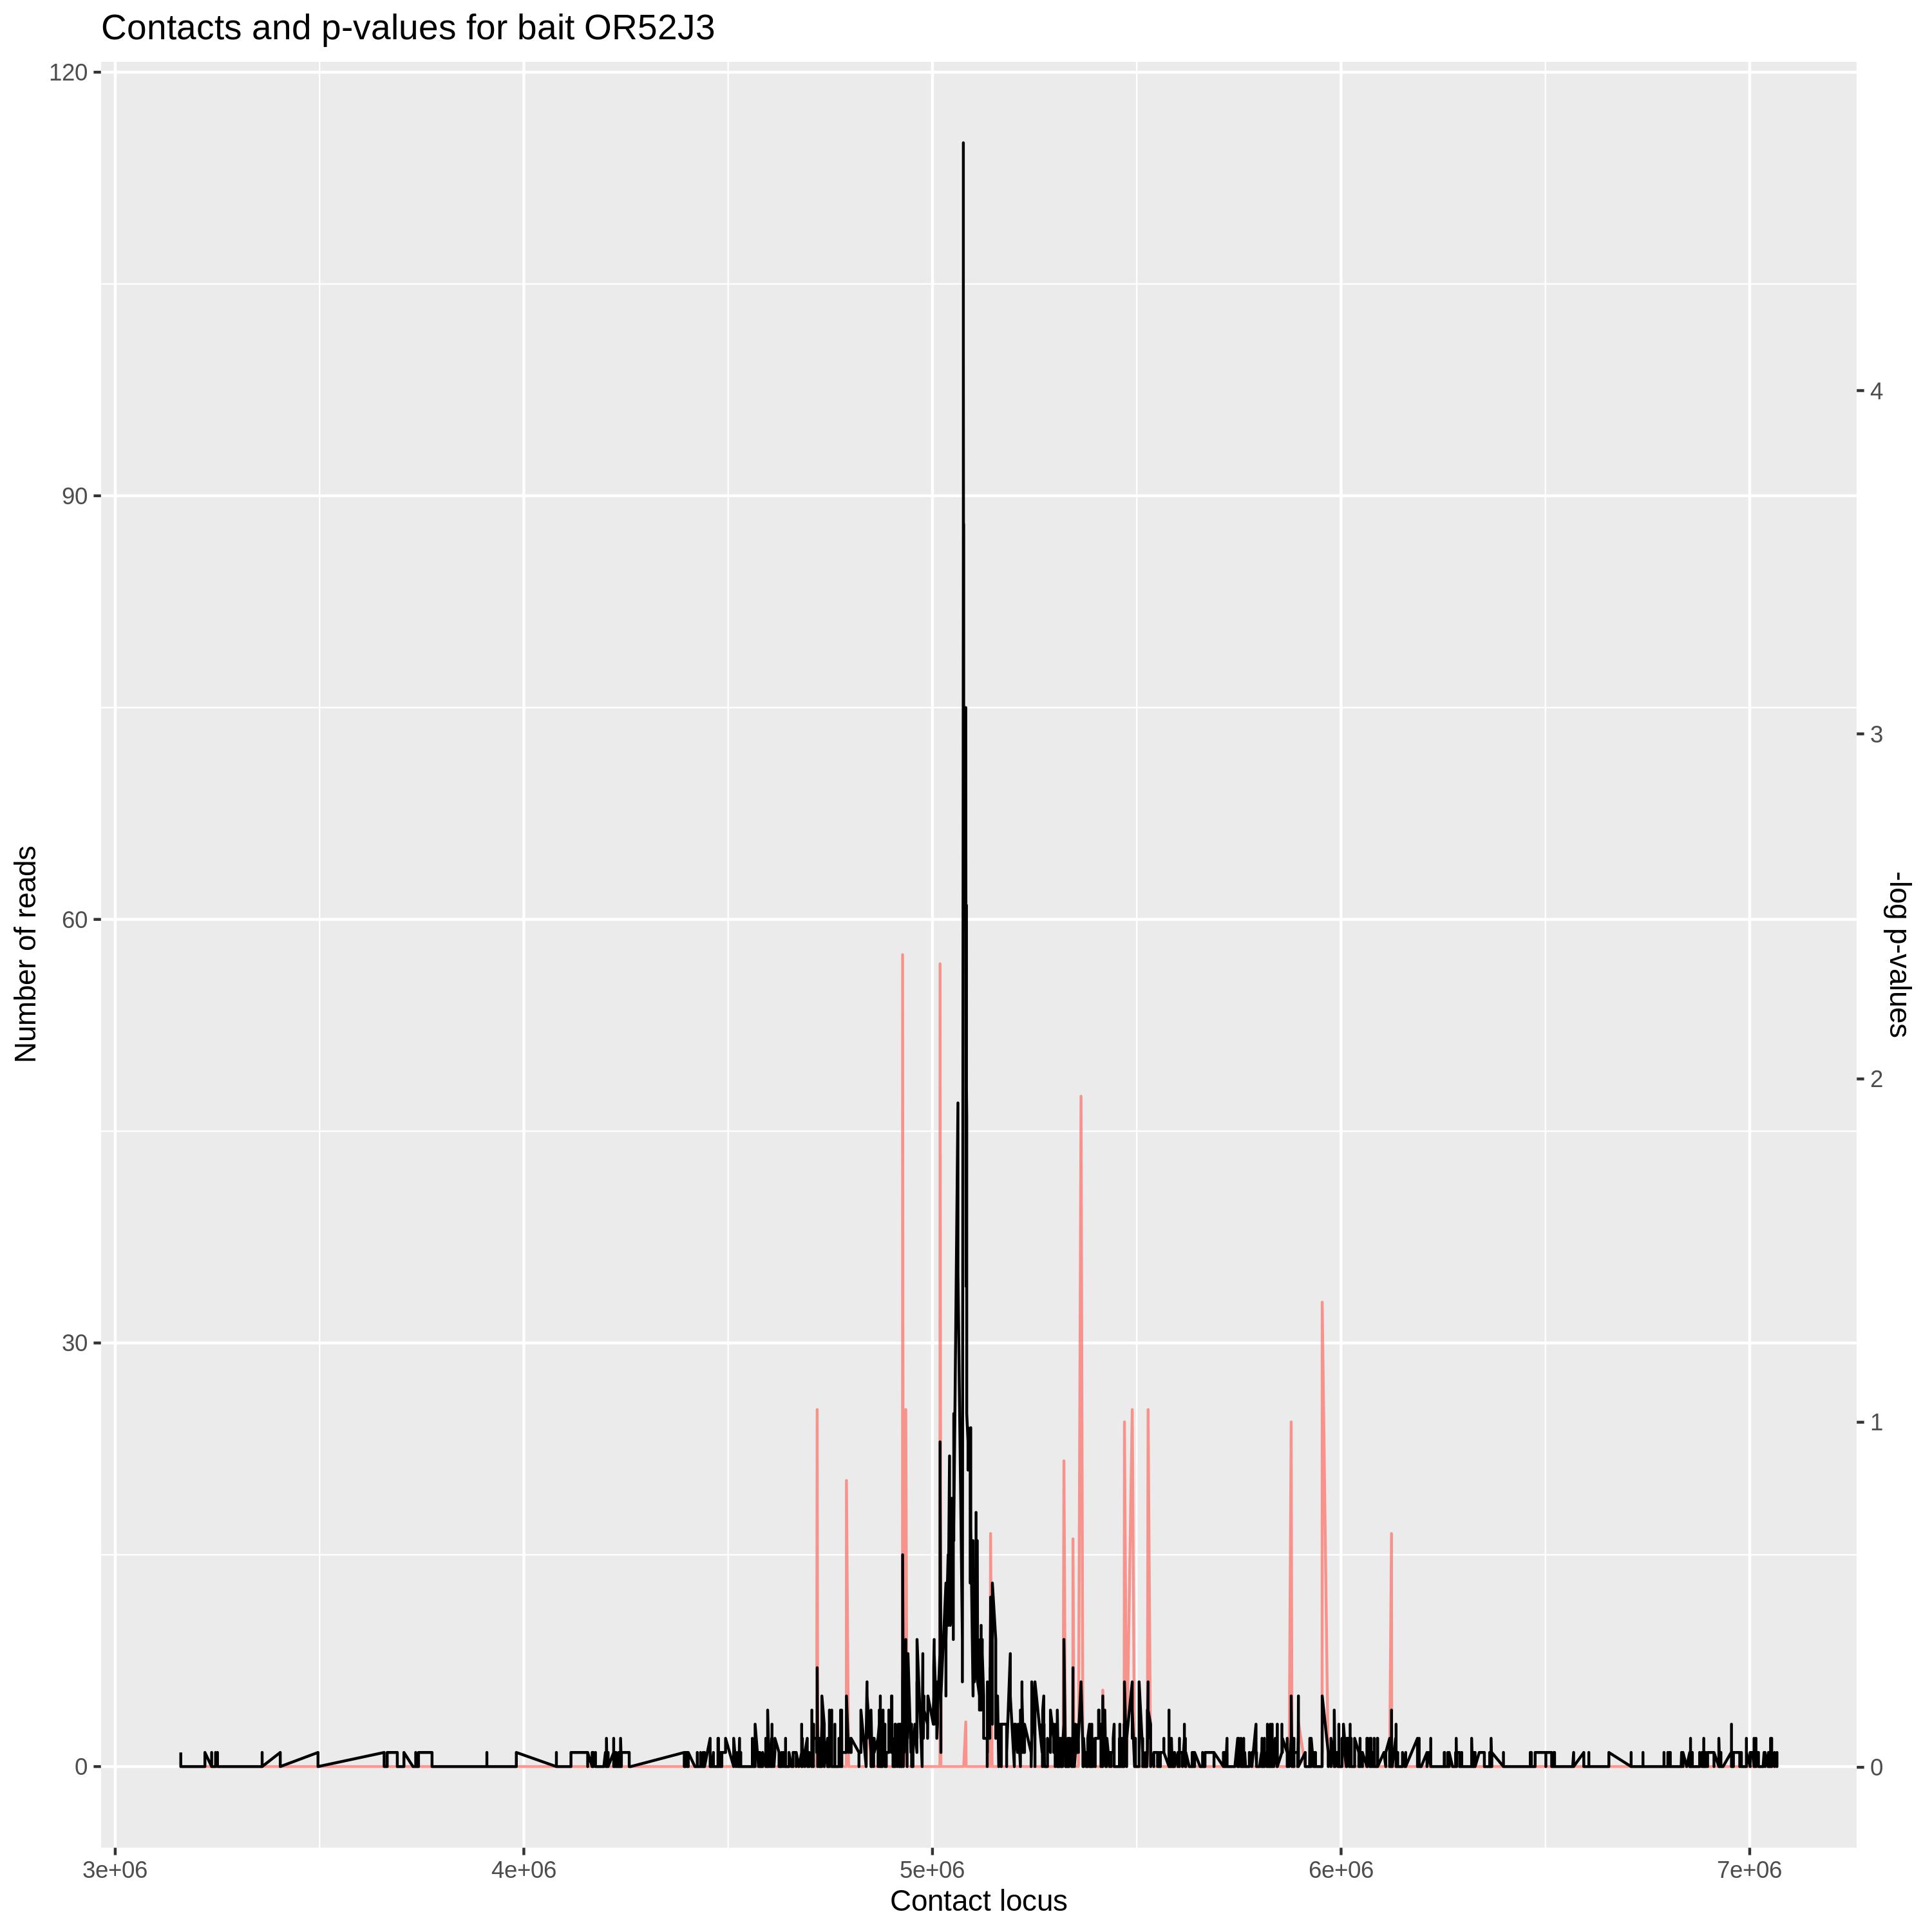 Contacts and p-values for bait OR52J3
120
90
60
30
0
Number of reads
4
3
2
1
0
-log p-values
3e+06
4e+06
5e+06
6e+06
7e+06
Contact locus